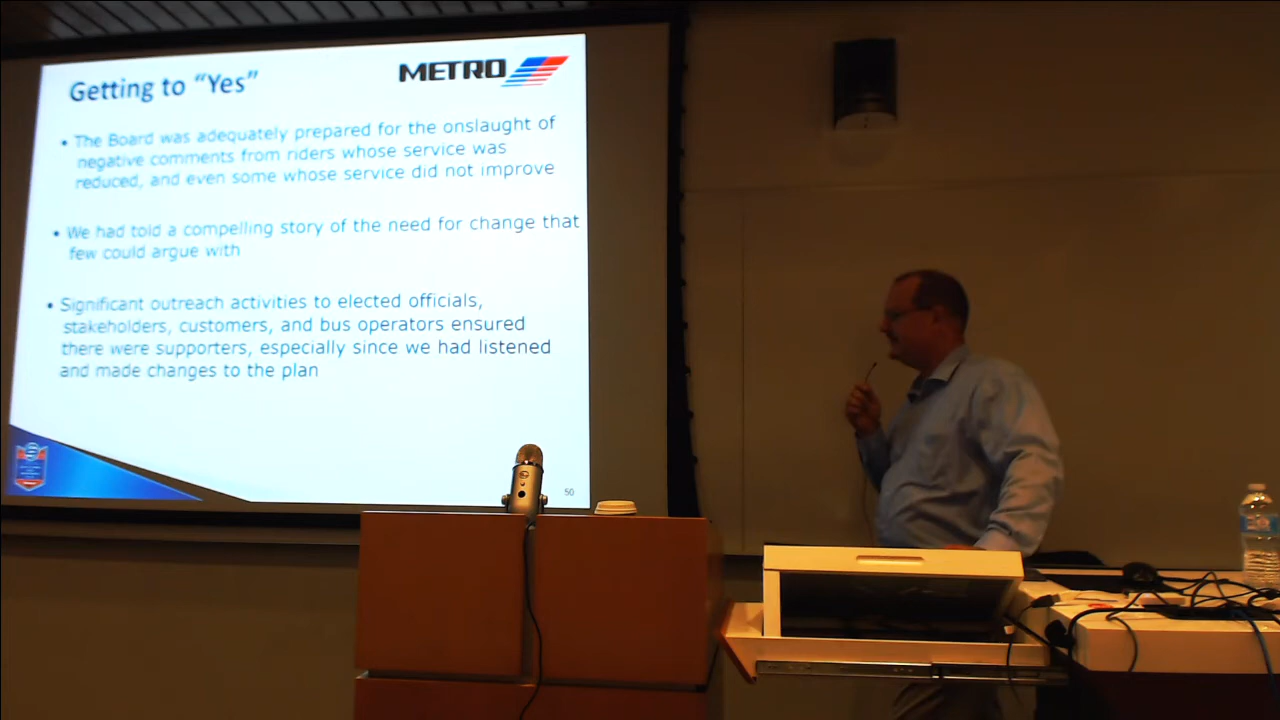 Getting to “Yes”
METRO
• The Board was adequately prepared for the onslaught of
negative comments from riders whose service was
reduced, and even some whose service did not improve
• We had told a compelling story of the need for change that
few could argue with
• Significant outreach activities to elected officials,
stakeholders, customers, and bus operators ensured
there were supporters, especially since we had listened
and made changes to the plan
50